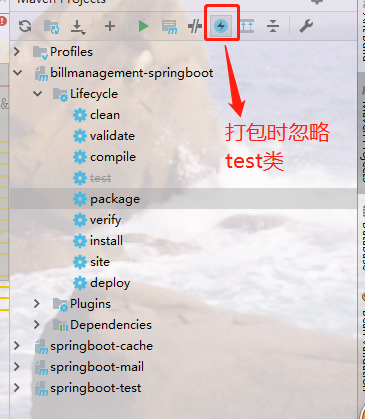 Maven Projects
Profiles
billmanagement-springboot
Lifecycle
clean
validate
compile
test
package
verify
install
site
deploy
Plugins
Dependencies
springboot-cache
springboot-mail
springboot-test
打包时忽略
test类